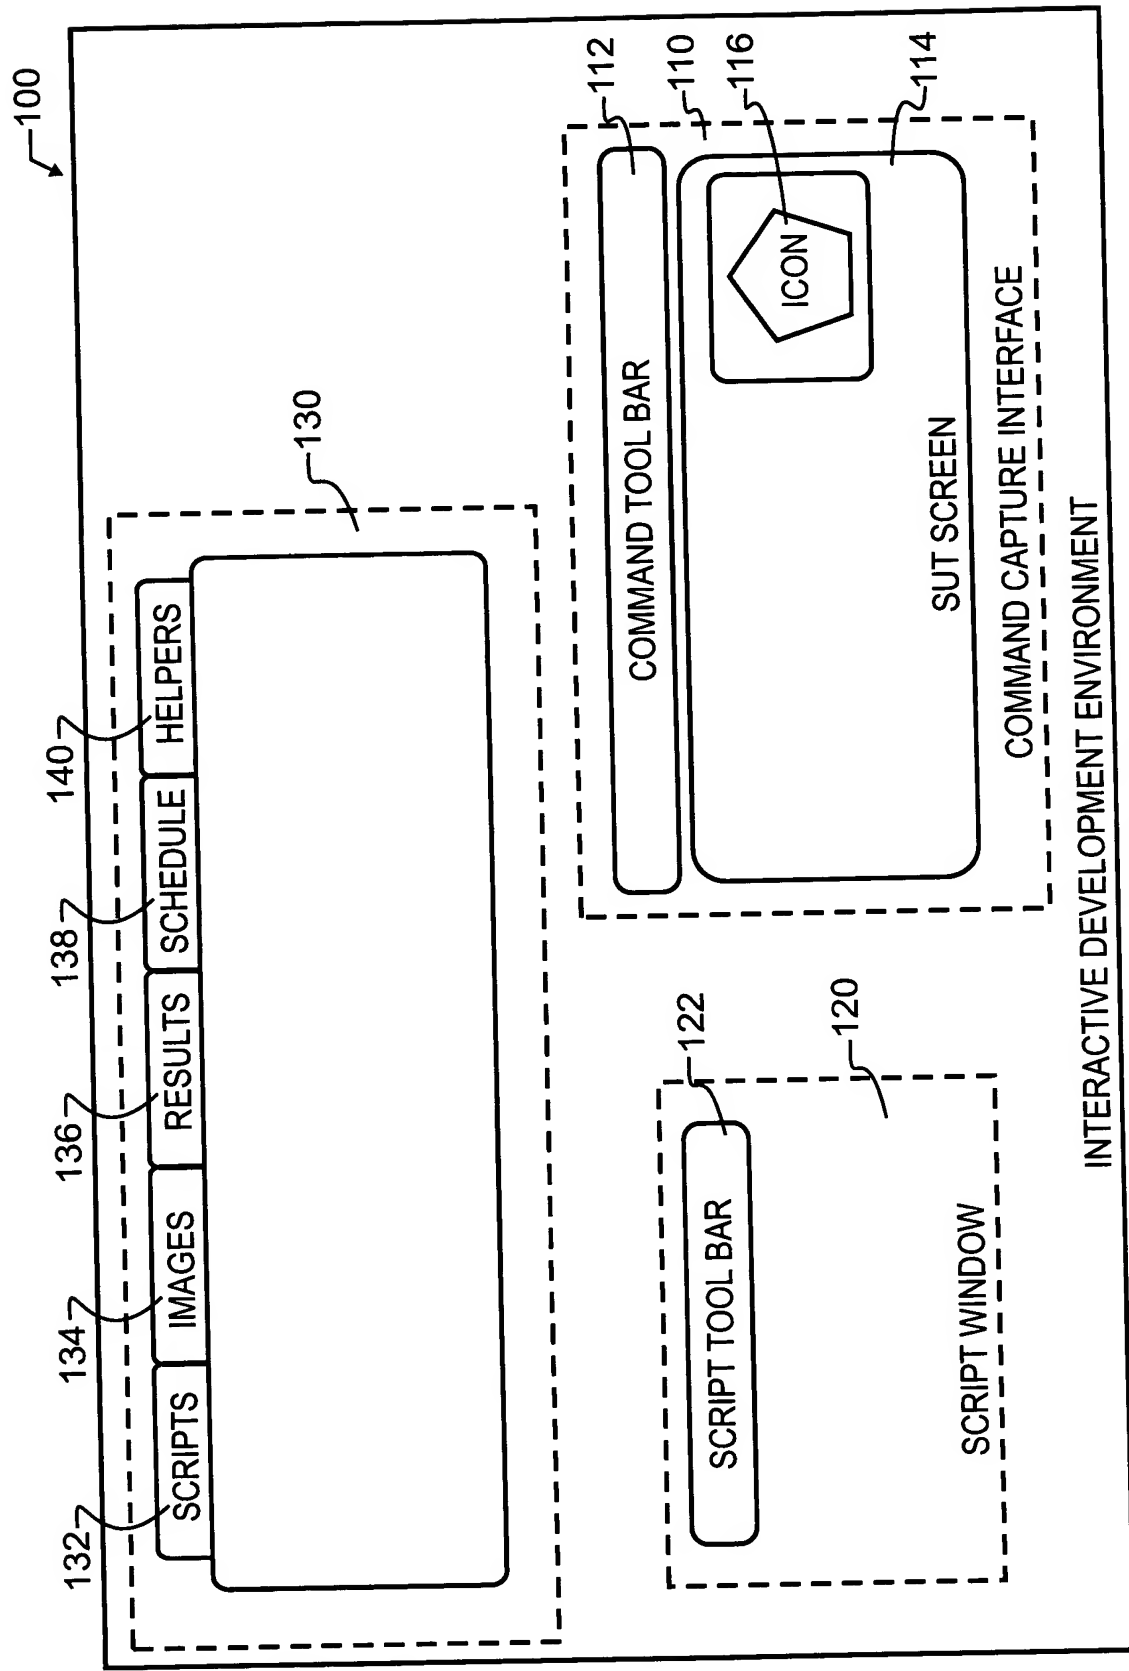 100
140
138
136
134
132
SCRIPTS
IMAGES
RESULTS
SCHEDULE
HELPERS
130
112
110
116
114
COMMAND TOOL BAR
ICON
SUT SCREEN
COMMAND CAPTURE INTERFACE
122
120
SCRIPT TOOL BAR
SCRIPT WINDOW
INTERACTIVE DEVELOPMENT ENVIRONMENT